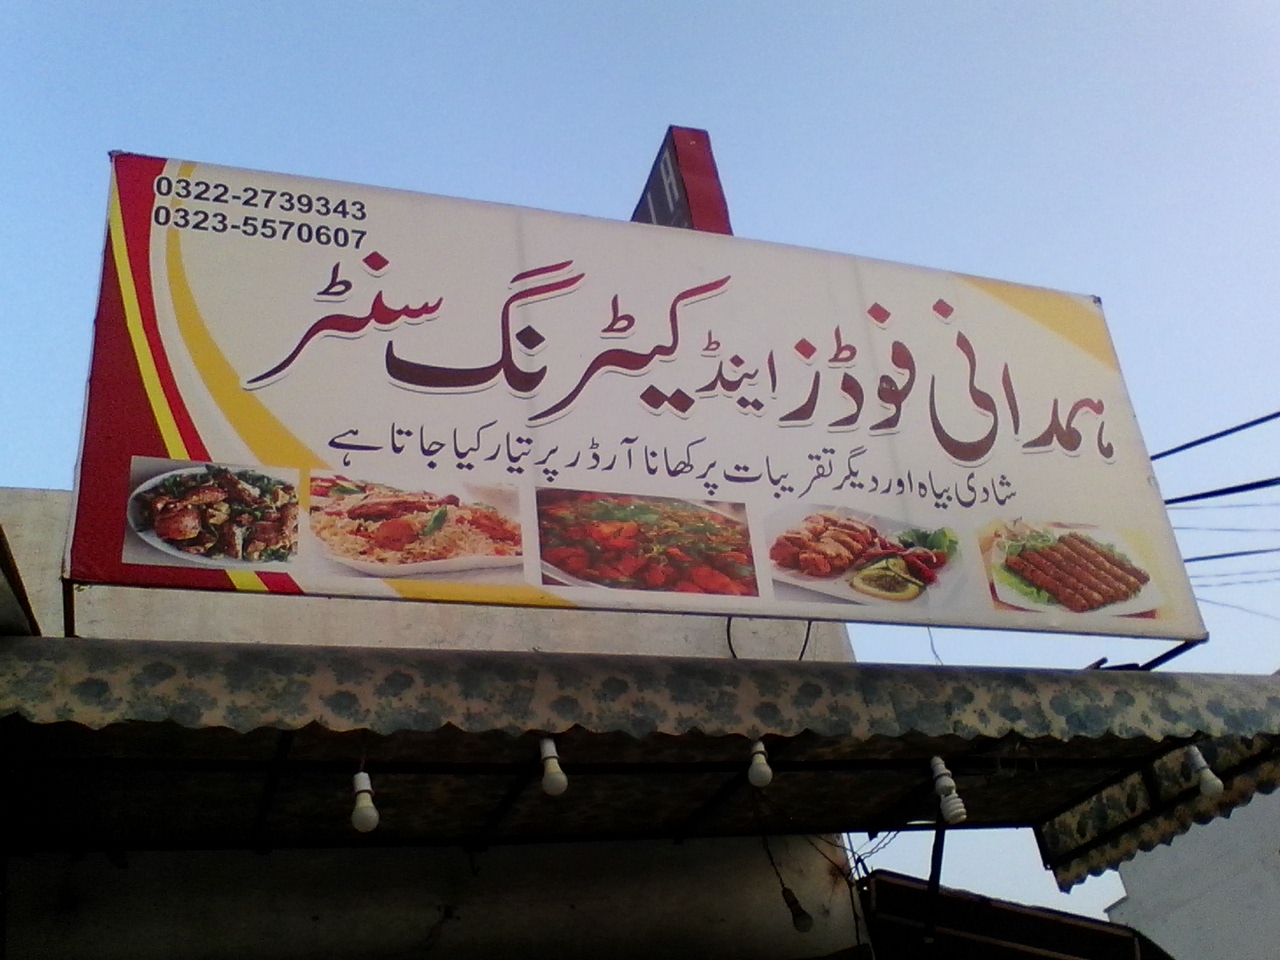 0322-2739343
0323-5570607
ہمدانی فوڈز اینڈ کیٹرنگ سنٹر
شادی بیاہ اور دیگر تقریبات پر کھانا آرڈر پر تیار کیا جاتا ہے